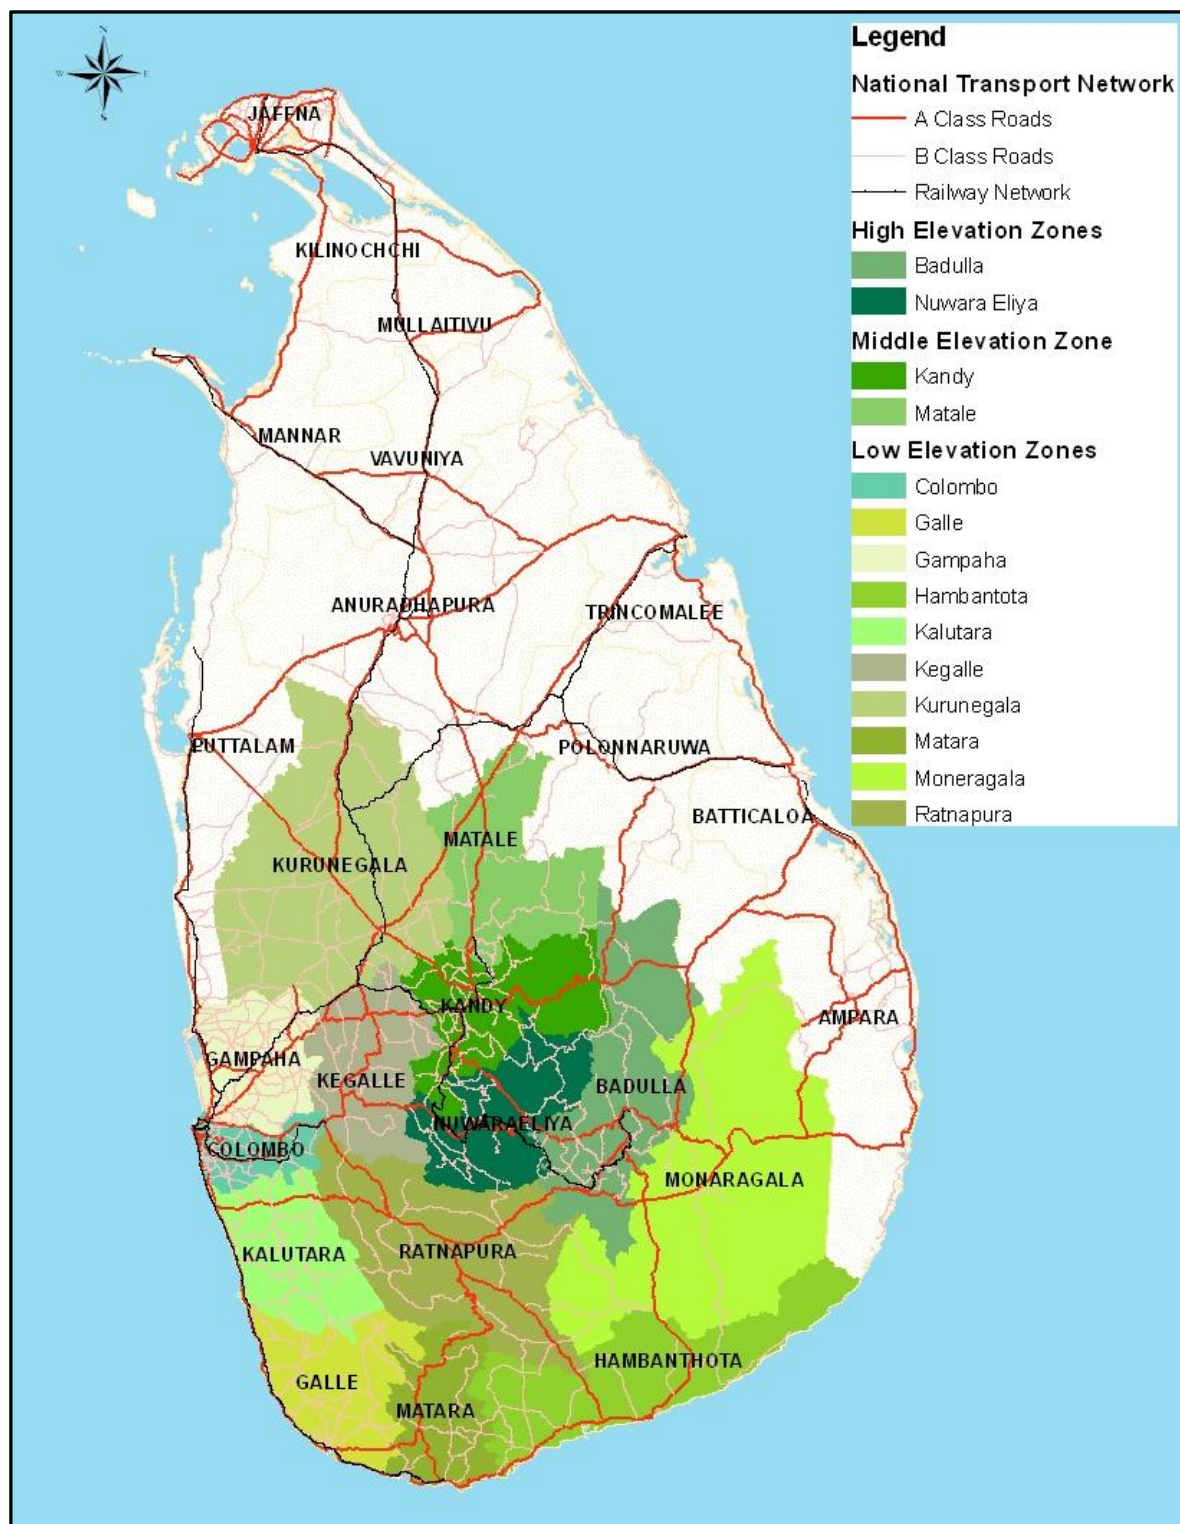 N
W
E
S
Legend
National Transport Network
A Class Roads
B Class Roads
Railway Network
High Elevation Zones
Badulla
Nuwara Eliya
Middle Elevation Zone
Kandy
Matale
Low Elevation Zones
Colombo
Galle
Gampaha
Hambantota
Kalutara
Kegalle
Kurunegala
Matara
Moneragala
Ratnapura
JAFFNA
KILINOCHCHI
MULLAITIVU
MANNAR
VAVUNIYA
ANURADHAPURA
TRINCOMALEE
PUTTALAM
POLONNARUWA
BATTICALOA
MATALE
KURUNEGALA
KANDY
AMPARA
GAMPAHA
KEGALLE
BADULLA
NUWARAELIYA
COLOMBO
MONARAGALA
KALUTARA
RATNAPURA
HAMBANTHOTA
GALLE
MATARA